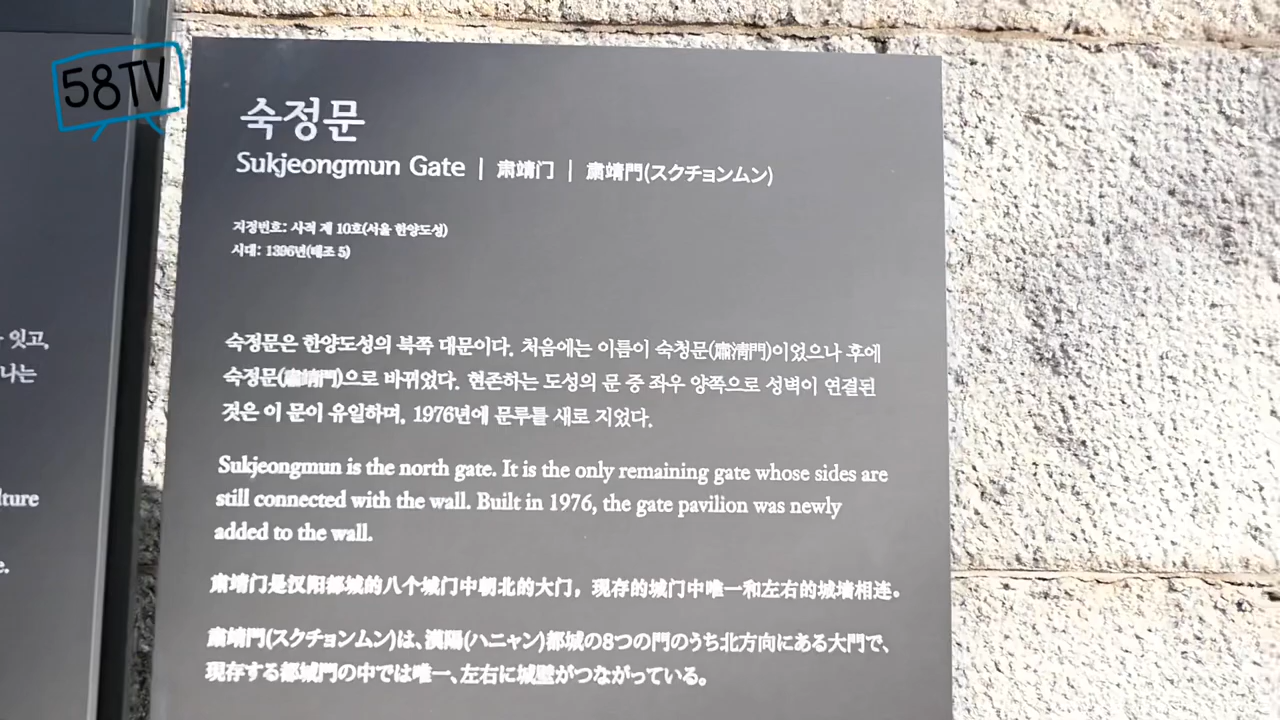 58TV
숙정문
Sukjeongmun Gate | 肃靖门 | 肅靖門(スクチョンムン)
지정번호: 사적 제 10호(서울 한양도성)
시대: 1396년(태조 5)
숙정문은 한양도성의 북쪽 대문이다. 처음에는 이름이 숙청문(肅淸門)이었으나 후에
숙정문(肅靖門)으로 바뀌었다. 현존하는 도성의 문 중 좌우 양쪽으로 성벽이 연결된
것은 이 문이 유일하며, 1976년에 문루를 새로 지었다.
Sukjeongmun is the north gate. It is the only remaining gate whose sides are
still connected with the wall. Built in 1976, the gate pavilion was newly
added to the wall.
肃靖门是汉阳都城的八个城门中朝北的大门，现存的城门中唯一和左右的城墙相连。
肅靖門(スクチョンムン)は、漢陽(ハニャン)都城の8つの門のうち北方向にある大門で、
現存する都城門の中では唯一、左右に城壁がつながっている。
잇고,
나는
lture
e.